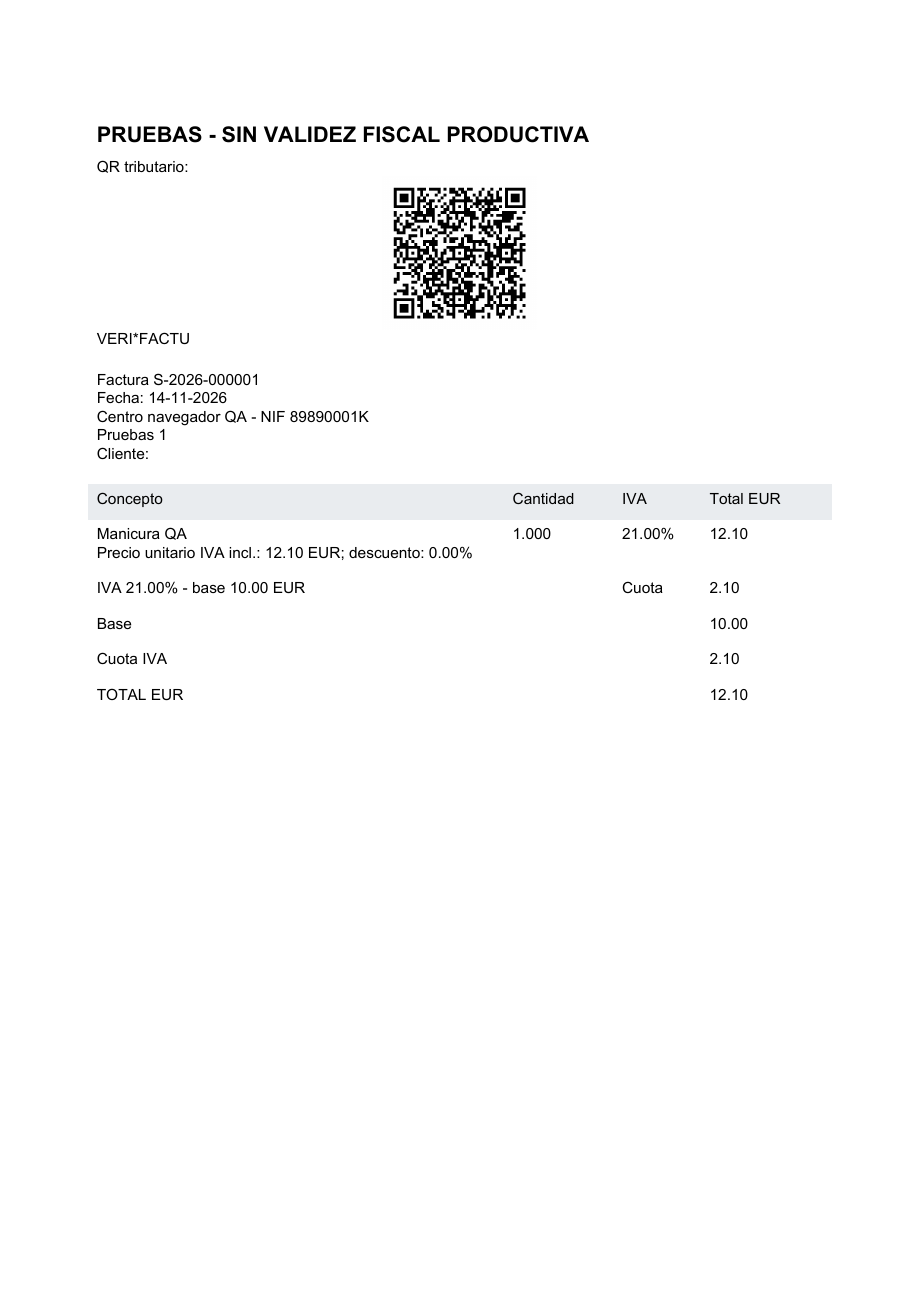 PRUEBAS - SIN VALIDEZ FISCAL PRODUCTIVA
QR tributario:
VERI*FACTU
Factura S-2026-000001
Fecha: 14-11-2026
Centro navegador QA - NIF 89890001K
Pruebas 1
Cliente:
Concepto Cantidad IVA Total EUR
Manicura QA 1.000 21.00% 12.10
Precio unitario IVA incl.: 12.10 EUR; descuento: 0.00%
IVA 21.00% - base 10.00 EUR Cuota 2.10
Base 10.00
Cuota IVA 2.10
TOTAL EUR 12.10